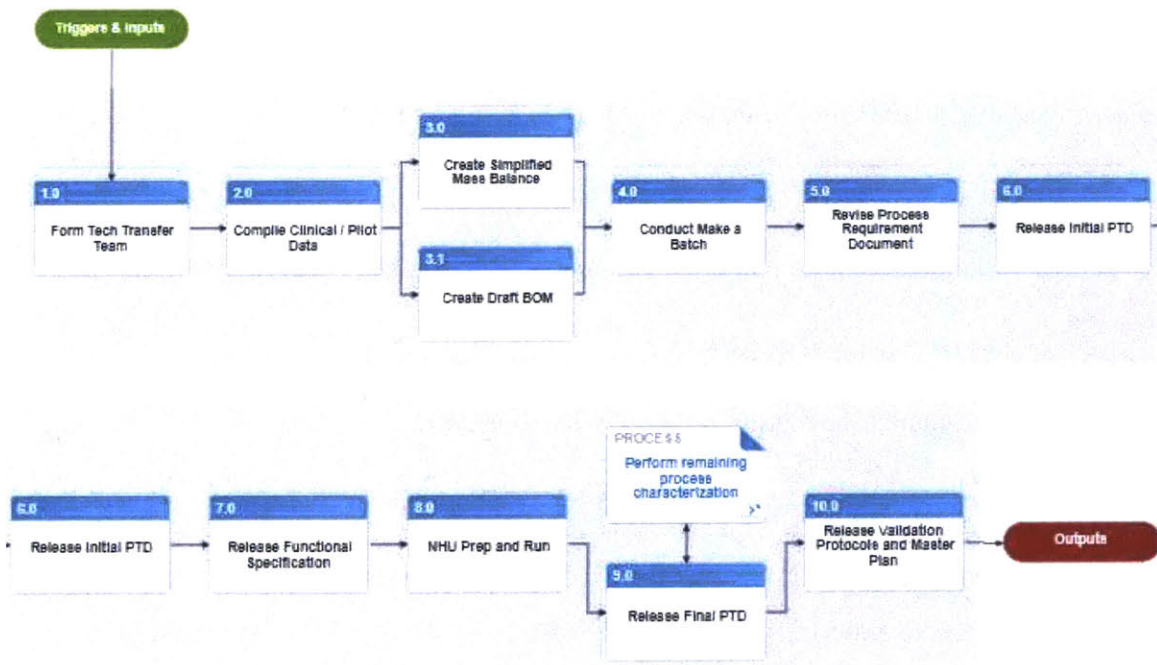 Triggers & Inputs
3.0
Create Simplified
Mass Balance
1.0
Form Tech Transfer
Team
2.0
Compile Clinical / Pilot
Data
3.1
Create Draft BOM
4.0
Conduct Make a
Batch
5.0
Revise Process
Requirement
Document
6.0
Release Initial PTD
PROCESS
Perform remaining
process
characterization
6.0
Release Initial PTD
7.0
Release Functional
Specification
8.0
NHU Prep and Run
9.0
Release Final PTD
10.0
Release Validation
Protocols and Master
Plan
Outputs